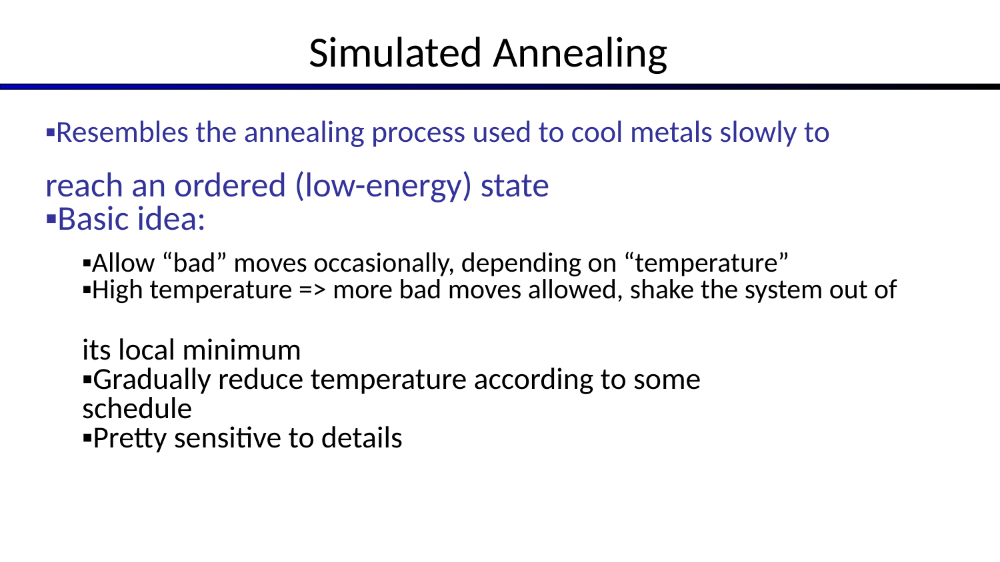 Simulated Annealing
▪Resembles the annealing process used to cool metals slowly to
reach an ordered (low-energy) state
▪Basic idea:
▪Allow “bad” moves occasionally, depending on “temperature”
▪High temperature => more bad moves allowed, shake the system out of
its local minimum
▪Gradually reduce temperature according to some
schedule
▪Pretty sensitive to details